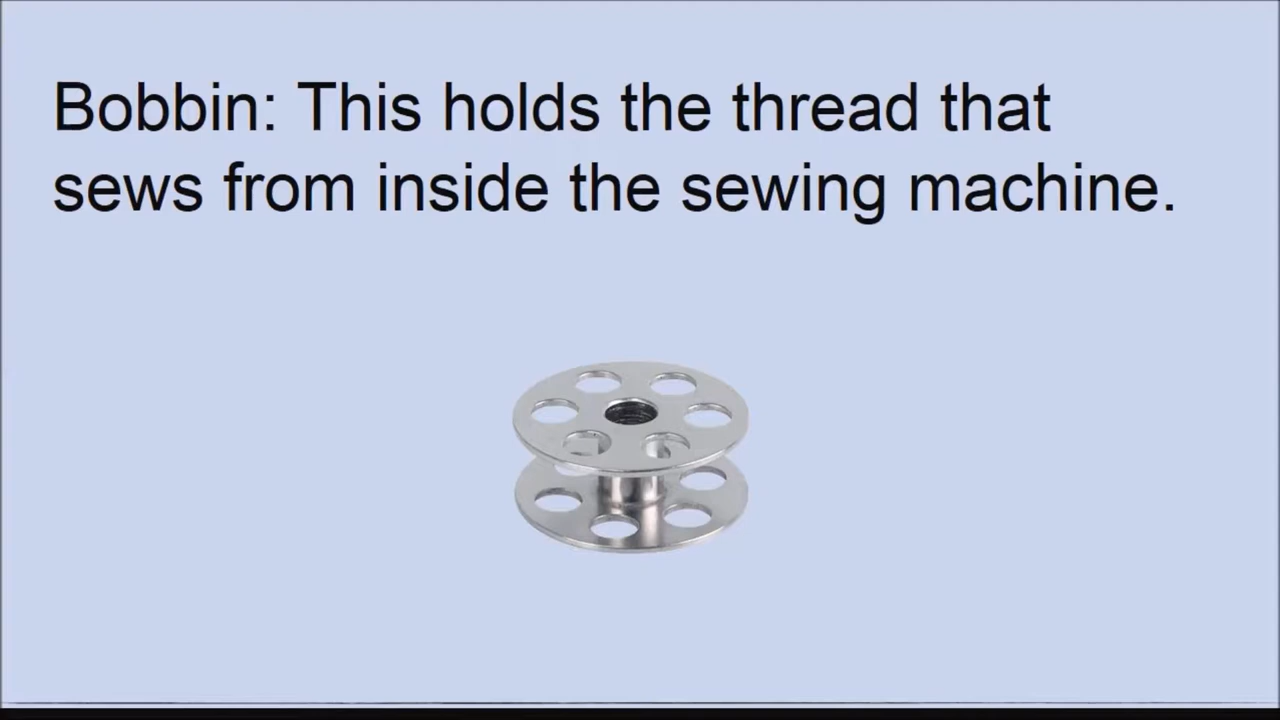 Bobbin: This holds the thread that
sews from inside the sewing machine.